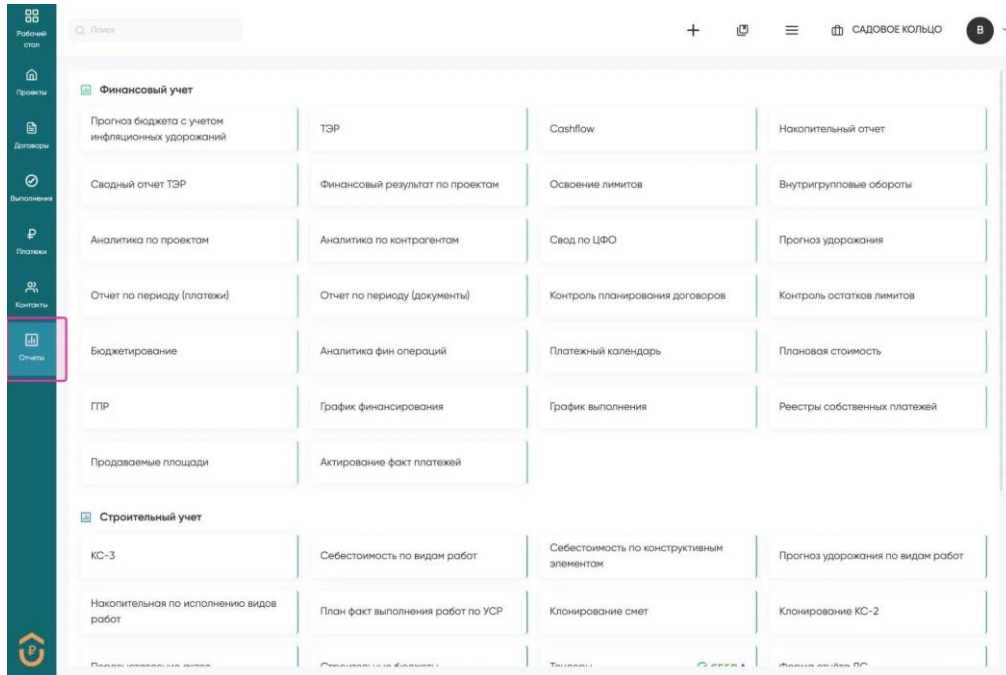 Рабочий
стол
Поиск
САДОВОЕ КОЛЬЦО
В
Проекты
Договоры
Выполнения
Платежи
Контакты
Отчеты
Финансовый учет
Прогноз бюджета с учетом
инфляционных удорожаний
ТЭР
Cashflow
Накопительный отчет
Сводный отчет ТЭР
Финансовый результат по проектам
Освоение лимитов
Внутригрупповые обороты
Аналитика по проектам
Аналитика по контрагентам
Свод по ЦФО
Прогноз удорожания
Отчет по периоду (платежи)
Отчет по периоду (документы)
Контроль планирования договоров
Контроль остатков лимитов
Бюджетирование
Аналитика фин операций
Платежный календарь
Плановая стоимость
ГПР
График финансирования
График выполнения
Реестры собственных платежей
Продаваемые площади
Актирование факт платежей
Строительный учет
КС-3
Себестоимость по видам работ
Себестоимость по конструктивным
элементам
Прогноз удорожания по видам работ
Накопительная по исполнению видов
работ
План факт выполнения работ по УСР
Клонирование смет
Клонирование КС-2
Строительные бюджеты
Тендеры